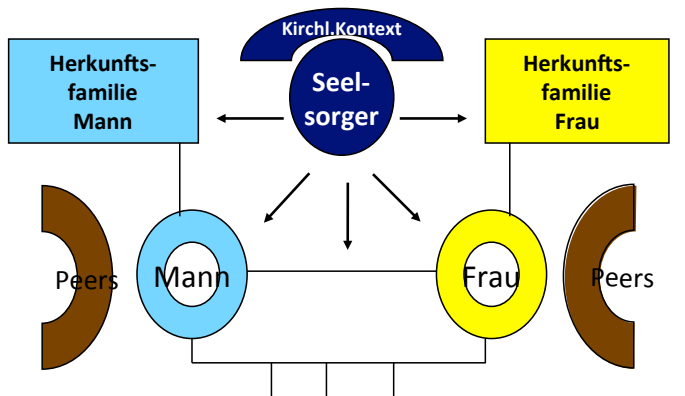 Kirchl.Kontext
Herkunfts-
familie
Mann
Seel-
sorger
Herkunfts-
familie
Frau
Peers
Mann
Frau
Peers